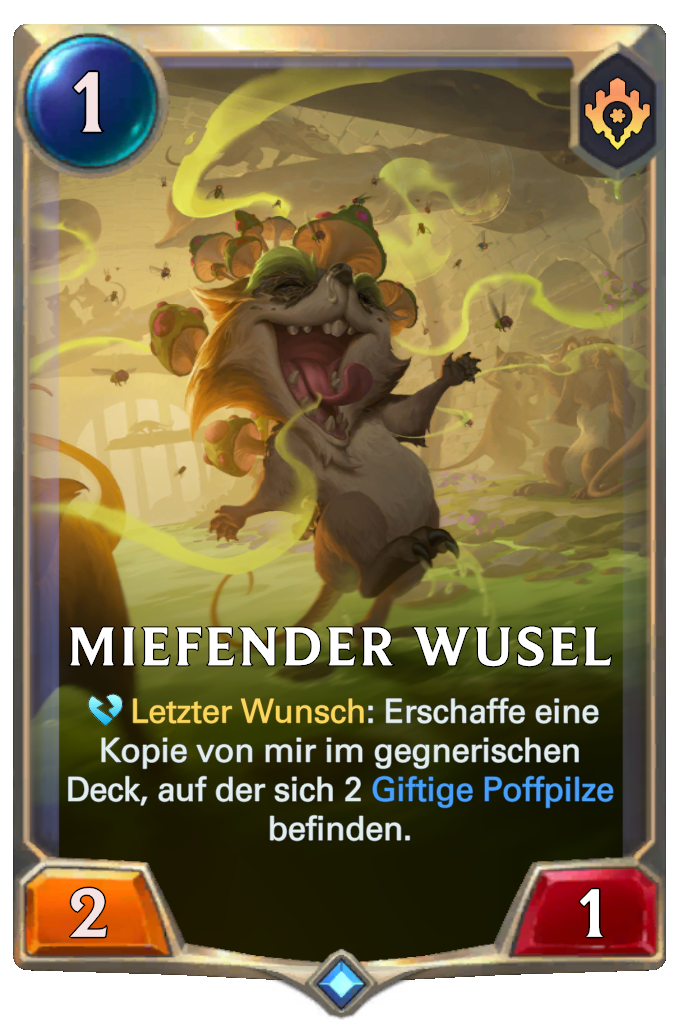 1
MIEFENDER WUSEL
Letzter Wunsch: Erschaffe eine
Kopie von mir im gegnerischen
Deck, auf der sich 2 Giftige Poffpilze
befinden.
2
1